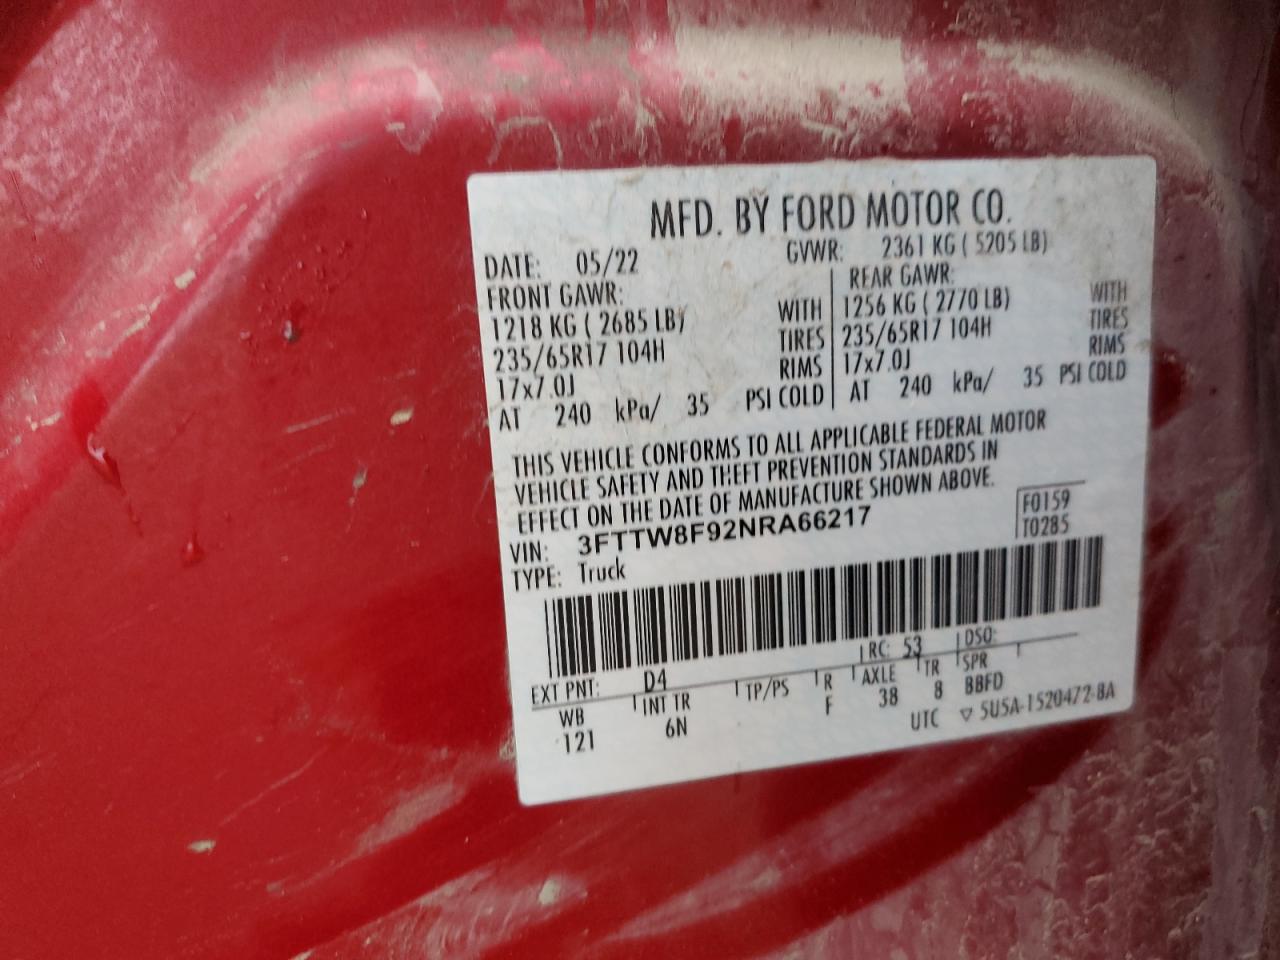 MFD. BY FORD MOTOR CO.
DATE: 05/22 GVWR: 2361 KG ( 5205 LB)
FRONT GAWR: REAR GAWR:
1218 KG ( 2685 LB) WITH 1256 KG ( 2770 LB) WITH
235/65R17 104H TIRES 235/65R17 104H TIRES
17x7.0J RIMS 17x7.0J RIMS
AT 240 kPa/ 35 PSI COLD AT 240 kPa/ 35 PSI COLD
THIS VEHICLE CONFORMS TO ALL APPLICABLE FEDERAL MOTOR
VEHICLE SAFETY AND THEFT PREVENTION STANDARDS IN
EFFECT ON THE DATE OF MANUFACTURE SHOWN ABOVE.
VIN: 3FTTW8F92NRA66217 F0159
TYPE: Truck T0285
EXT PNT: D4 RC: 53 DSO:
WB INT TR TP/PS R AXLE TR SPR
121 6N F 38 8 BBFD
UTC ▽ 5U5A-1520472-BA